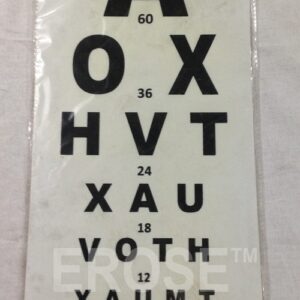 A
60
O X
36
H V T
24
X A U
18
V O T H
12
X A U M T
EROSE™